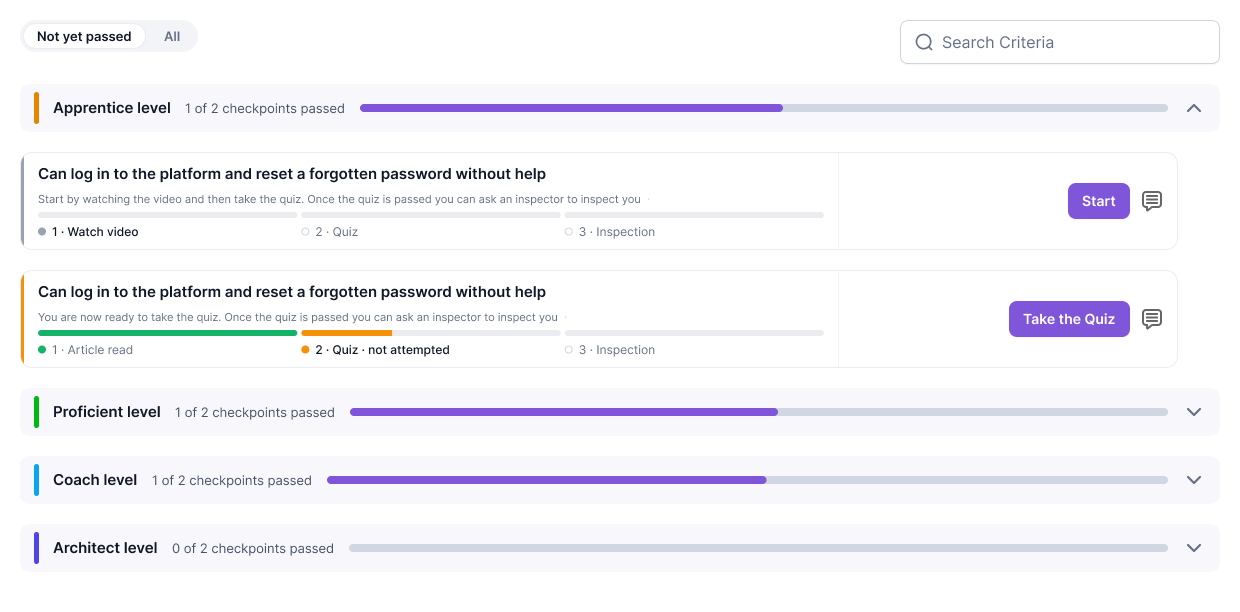 Not yet passed
All
Search Criteria
Apprentice level 1 of 2 checkpoints passed
Can log in to the platform and reset a forgotten password without help
Start by watching the video and then take the quiz. Once the quiz is passed you can ask an inspector to inspect you ·
1 · Watch video
2 · Quiz
3 · Inspection
Start
Can log in to the platform and reset a forgotten password without help
You are now ready to take the quiz. Once the quiz is passed you can ask an inspector to inspect you ·
1 · Article read
2 · Quiz · not attempted
3 · Inspection
Take the Quiz
Proficient level 1 of 2 checkpoints passed
Coach level 1 of 2 checkpoints passed
Architect level 0 of 2 checkpoints passed